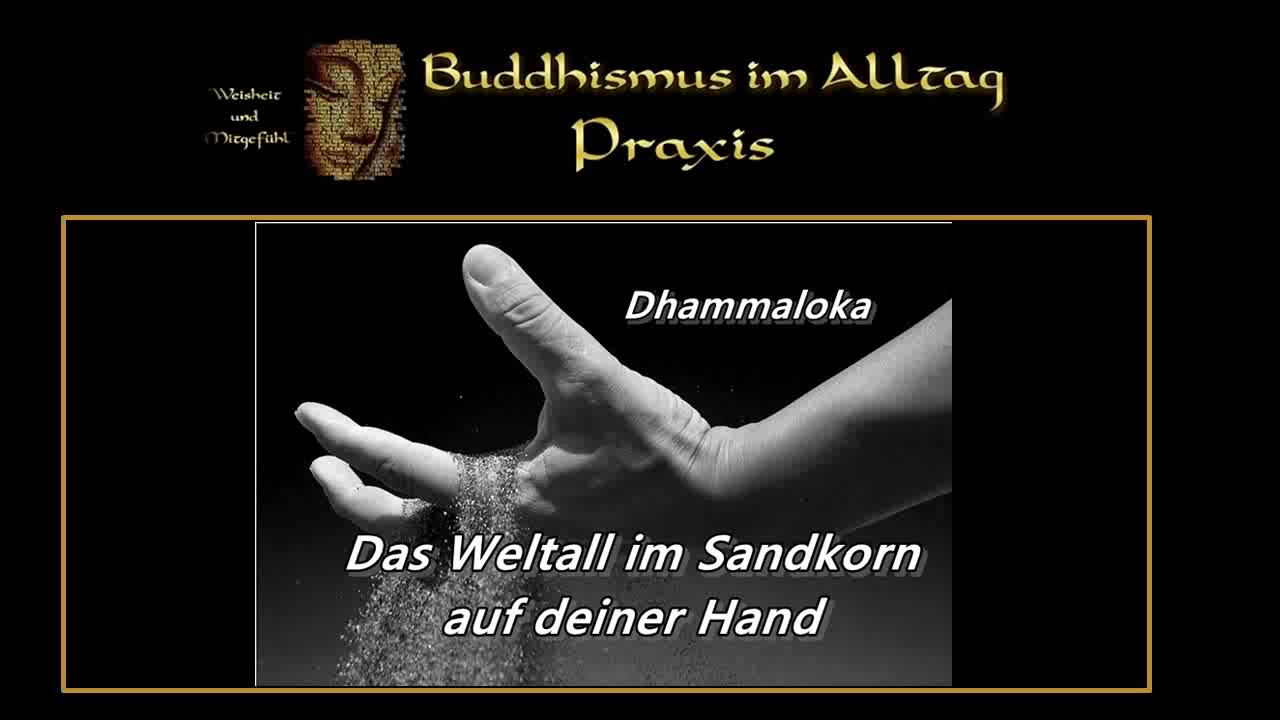 Weisheit
und
Mitgefühl
Buddhismus im Alltag
Praxis
Dhammaloka
Das Weltall im Sandkorn
auf deiner Hand